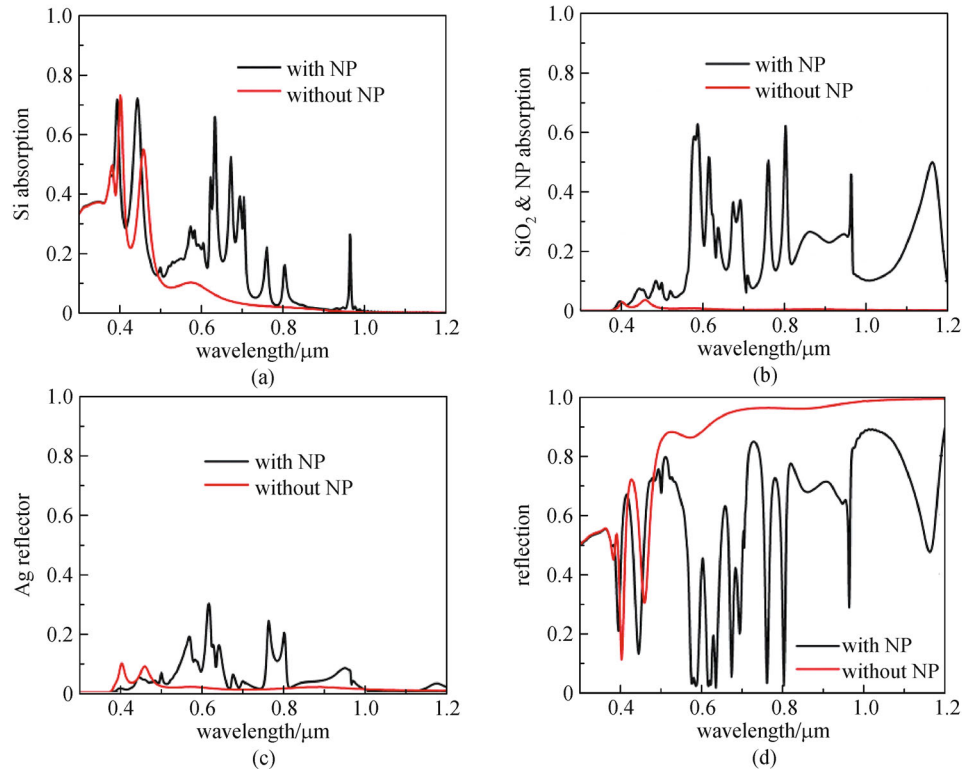 1.0
0.8
0.6
0.4
0.2
0
Si absorption
with NP
without NP
0.4 0.6 0.8 1.0 1.2
wavelength/μm
(a)
1.0
0.8
0.6
0.4
0.2
0
SiO₂ & NP absorption
with NP
without NP
0.4 0.6 0.8 1.0 1.2
wavelength/μm
(b)
1.0
0.8
0.6
0.4
0.2
0
Ag reflector
with NP
without NP
0.4 0.6 0.8 1.0 1.2
wavelength/μm
(c)
1.0
0.8
0.6
0.4
0.2
0
reflection
with NP
without NP
0.4 0.6 0.8 1.0 1.2
wavelength/μm
(d)